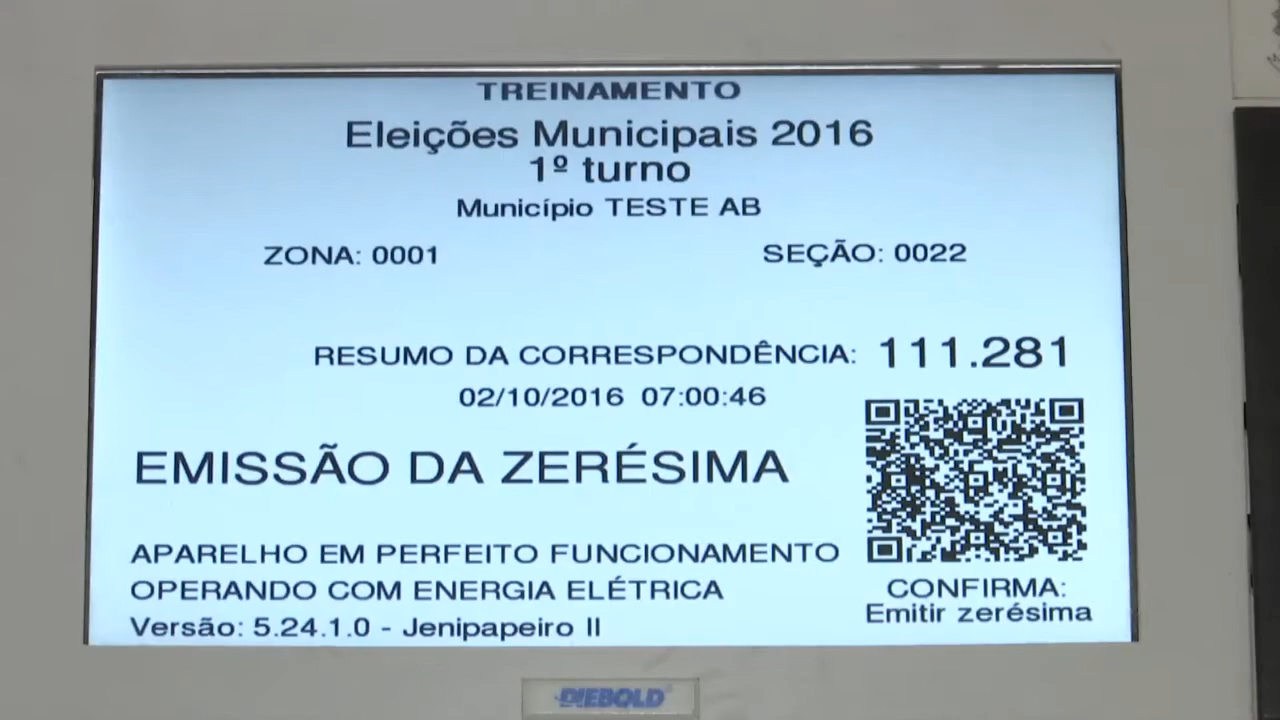 TREINAMENTO
Eleições Municipais 2016
1º turno
Município TESTE AB
ZONA: 0001 SEÇÃO: 0022
RESUMO DA CORRESPONDÊNCIA: 111.281
02/10/2016 07:00:46
EMISSÃO DA ZERÉSIMA
APARELHO EM PERFEITO FUNCIONAMENTO
OPERANDO COM ENERGIA ELÉTRICA
Versão: 5.24.1.0 - Jenipapeiro II
CONFIRMA:
Emitir zerésima
DIEBOLD